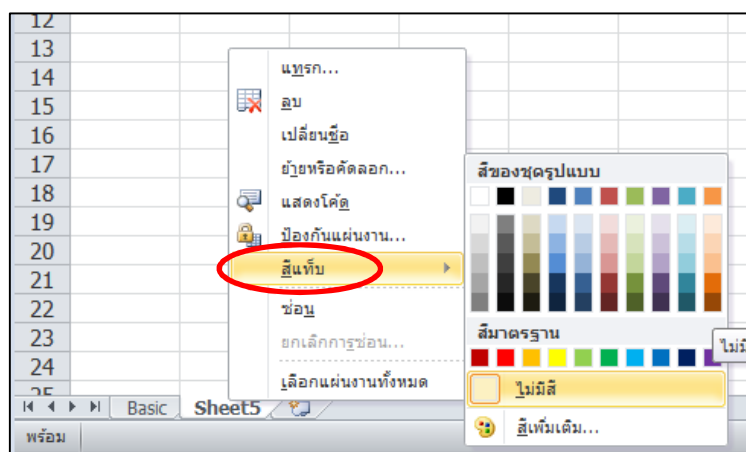 12
13
14
15
16
17
18
19
20
21
22
23
24
25
แทรก...
ลบ
เปลี่ยนชื่อ
ย้ายหรือคัดลอก...
แสดงโค้ด
ป้องกันแผ่นงาน...
สีแท็บ
ซ่อน
ยกเลิกการซ่อน...
เลือกแผ่นงานทั้งหมด
สีของชุดรูปแบบ
สีมาตรฐาน
ไม่มีสี
สีเพิ่มเติม...
Basic Sheet5
พร้อม